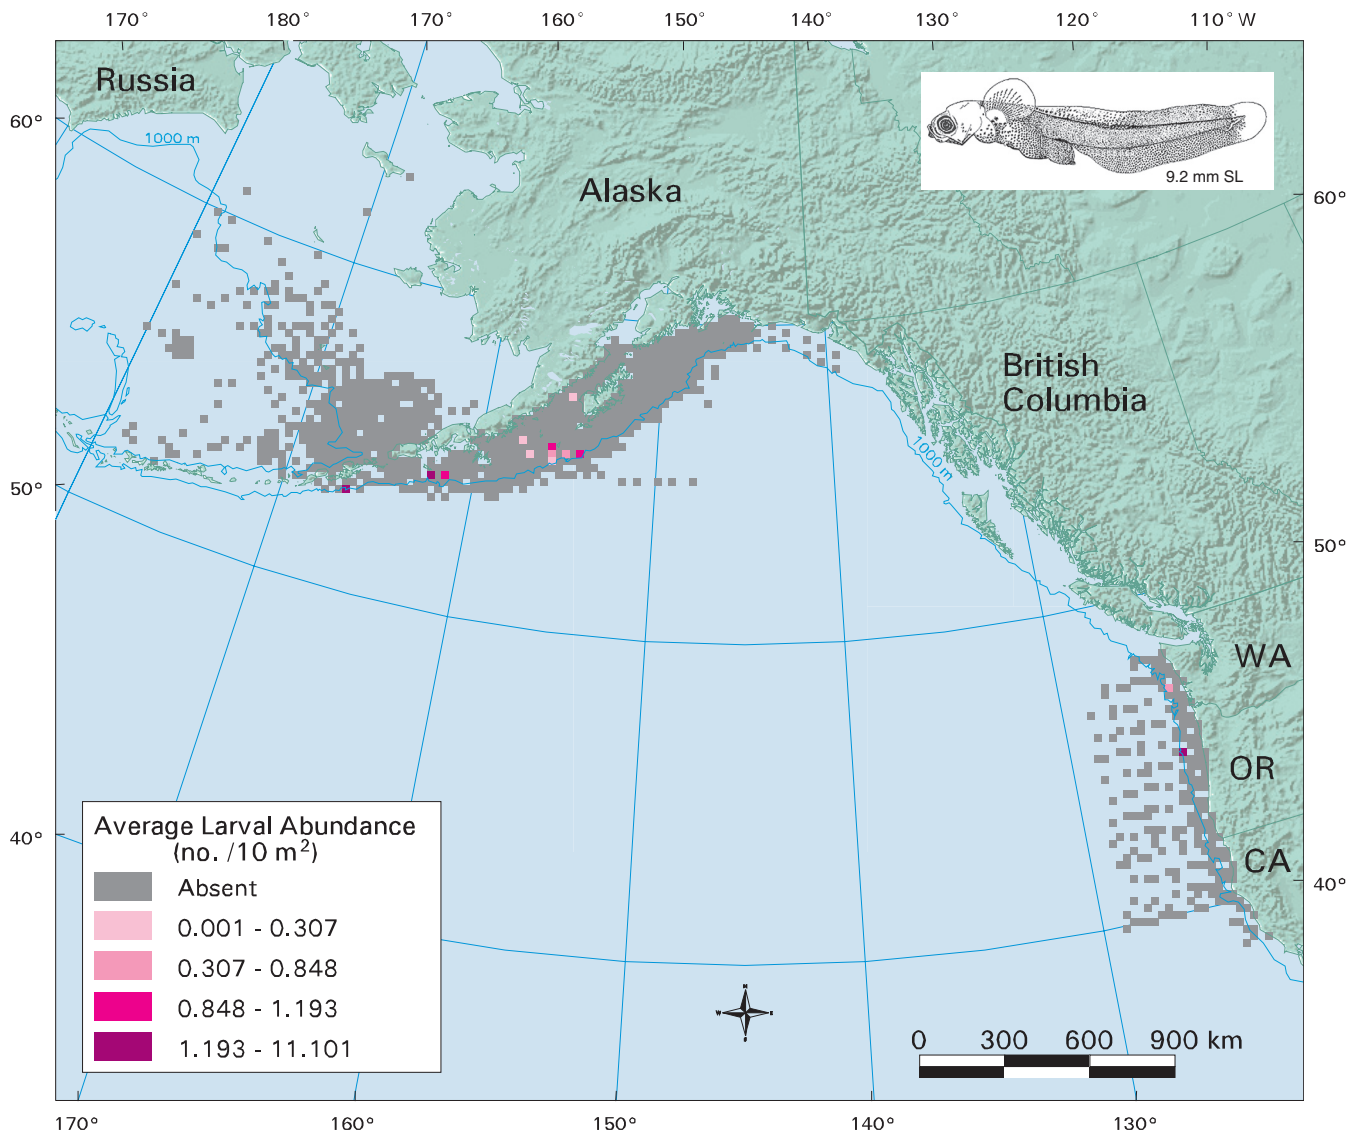 170° 180° 170° 160° 150° 140° 130° 120° 110° W
Russia
60°
1000 m
Alaska
9.2 mm SL
60°
British
Columbia
1000 m
50°
50°
WA
OR
CA
40°
40°
Average Larval Abundance
(no. /10 m²)
Absent
0.001 - 0.307
0.307 - 0.848
0.848 - 1.193
1.193 - 11.101
N
W E
S
0 300 600 900 km
170° 160° 150° 140° 130°